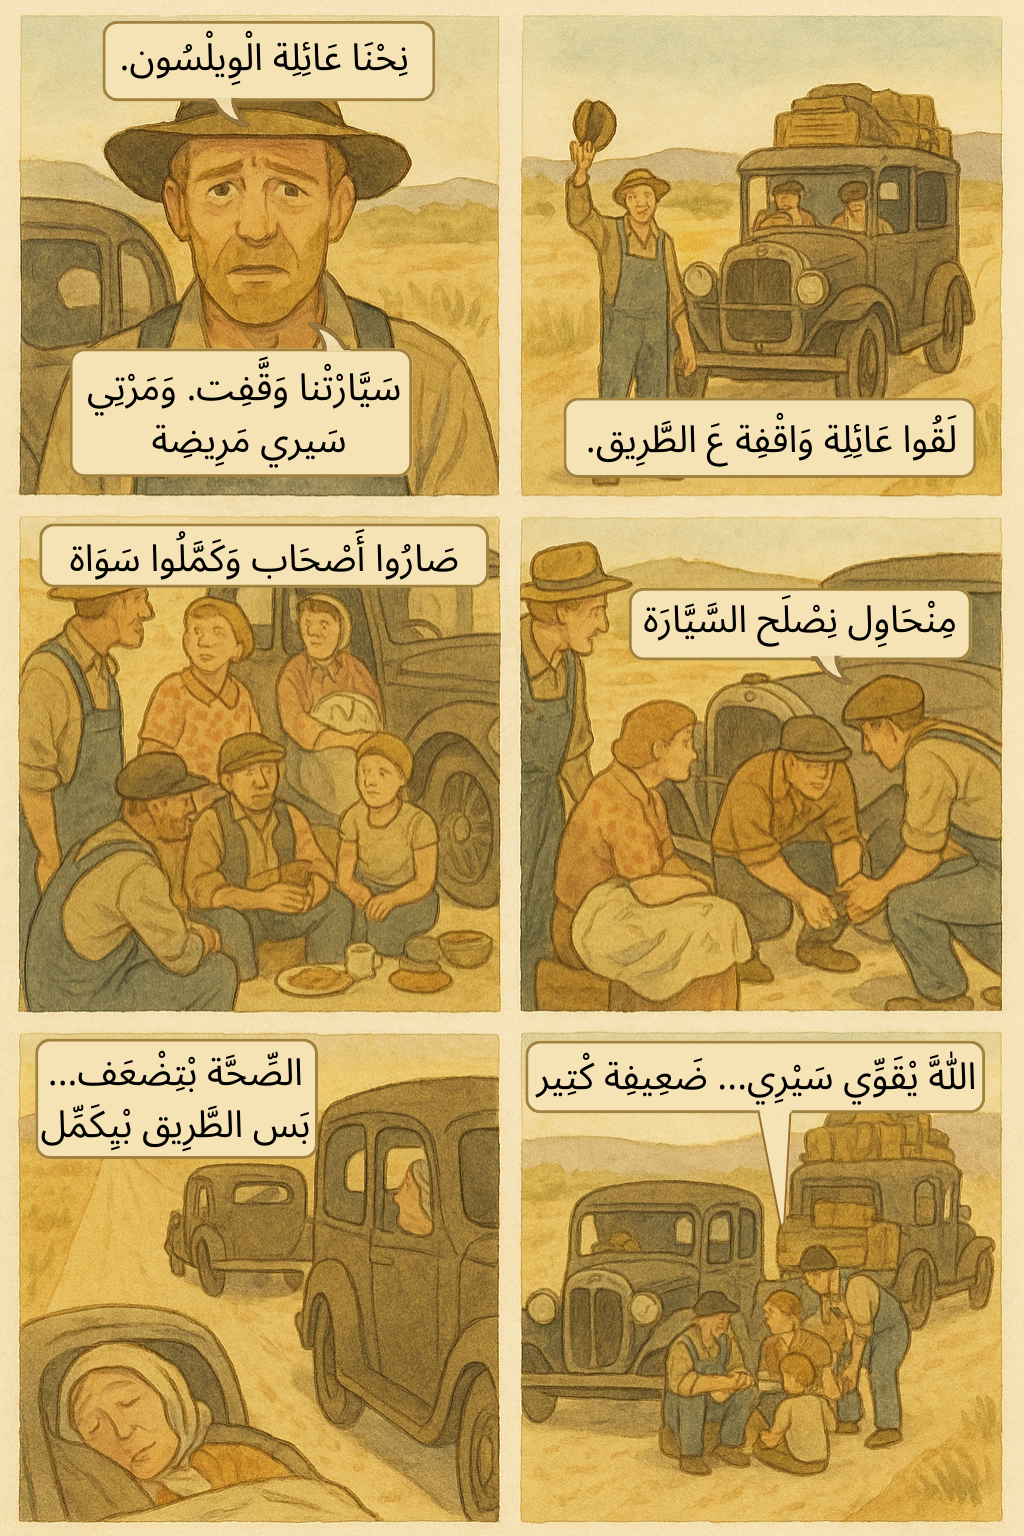 لَقُوا عَائِلِة وَاقْفِة عَ الطَّرِيق.
نِحْنَا عَائِلِة الْوِيلْسُون.
سَيَّارْتْنا وَقَّفِت. وَمَرْتِي
سَيري مَرِيضِة
مِنْحَاوِل نِصْلَح السَّيَّارَة
صَارُوا أَصْحَاب وَكَمَّلُوا سَوَاة
اللّهَّ يْقَوِّي سَيْرِي... ضَعِيفِة كْتِير
الصِّحَّة بْتِضْعَف...
بَس الطَّرِيق بْيِكَمِّل